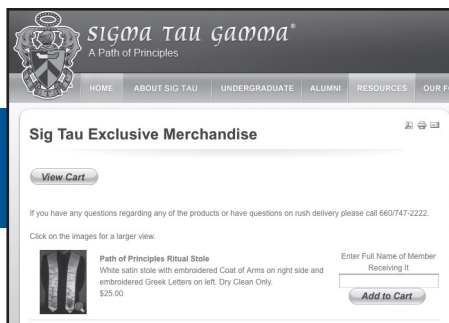 SIGMA TAU GAMMA®
A Path of Principles
HOME ABOUT SIG TAU UNDERGRADUATE ALUMNI RESOURCES OUR F
Sig Tau Exclusive Merchandise
View Cart
If you have any questions regarding any of the products or have questions on rush delivery please call 660/747-2222.
Click on the images for a larger view.
Path of Principles Ritual Stole
White satin stole with embroidered Coat of Arms on right side and
embroidered Greek Letters on left. Dry Clean Only.
$25.00
Enter Full Name of Member
Receiving It
Add to Cart